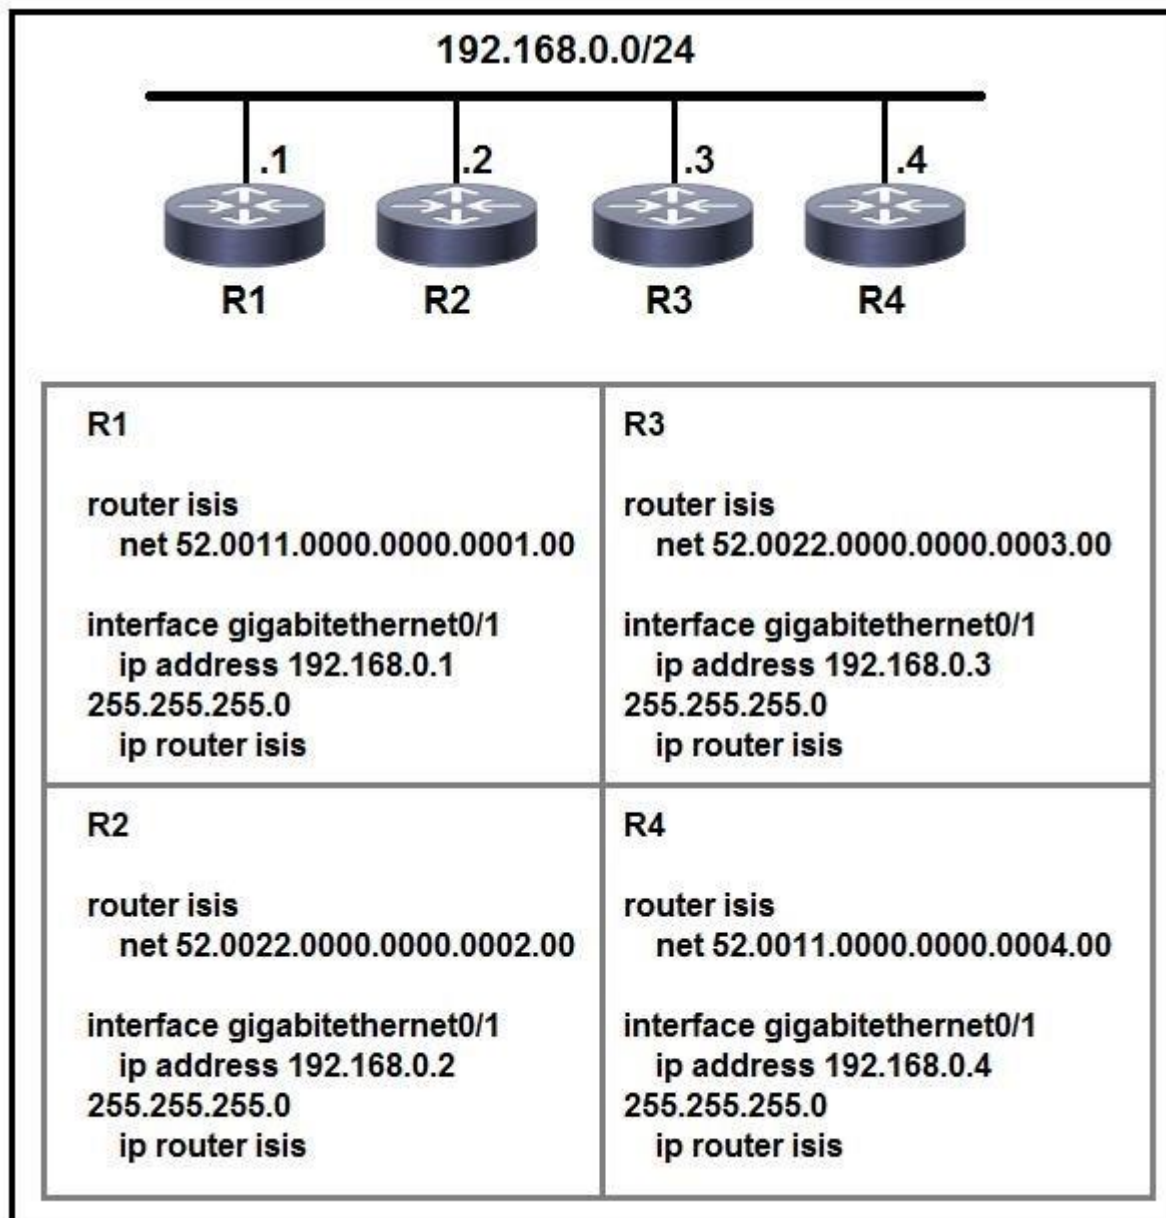 192.168.0.0/24
.1
.2
.3
.4
R1
R2
R3
R4
R1
router isis
net 52.0011.0000.0000.0001.00
interface gigabitethernet0/1
ip address 192.168.0.1
255.255.255.0
ip router isis
R3
router isis
net 52.0022.0000.0000.0003.00
interface gigabitethernet0/1
ip address 192.168.0.3
255.255.255.0
ip router isis
R2
router isis
net 52.0022.0000.0000.0002.00
interface gigabitethernet0/1
ip address 192.168.0.2
255.255.255.0
ip router isis
R4
router isis
net 52.0011.0000.0000.0004.00
interface gigabitethernet0/1
ip address 192.168.0.4
255.255.255.0
ip router isis